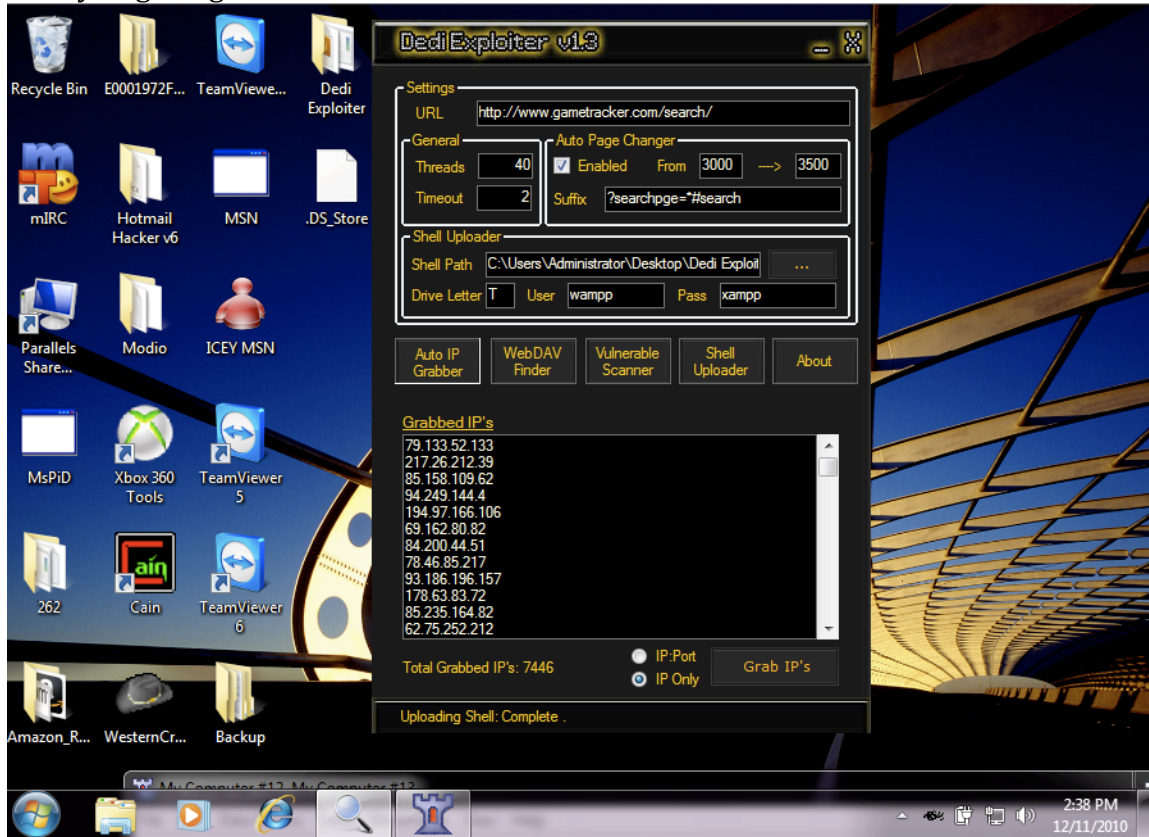 Recycle Bin
E0001972F...
TeamViewe...
Dedi
Exploiter
mIRC
Hotmail
Hacker v6
MSN
.DS_Store
Parallels
Share...
Modio
ICEY MSN
MsPiD
Xbox 360
Tools
TeamViewer
5
262
Cain
TeamViewer
6
Amazon_R...
WesternCr...
Backup
Dedi Exploiter v1.3
Settings
URL http://www.gametracker.com/search/
General
Threads 40
Timeout 2
Auto Page Changer
Enabled From 3000 ----> 3500
Suffix ?searchpge=*#search
Shell Uploader
Shell Path C:\Users\Administrator\Desktop\Dedi Exploit ...
Drive Letter T User wampp Pass xampp
Auto IP
Grabber
WebDAV
Finder
Vulnerable
Scanner
Shell
Uploader
About
Grabbed IP's
79.133.52.133
217.26.212.39
85.158.109.62
94.249.144.4
194.97.166.106
69.162.80.82
84.200.44.51
78.46.85.217
93.186.196.157
178.63.83.72
85.235.164.82
62.75.252.212
Total Grabbed IP's: 7446
IP:Port
IP Only
Grab IP's
Uploading Shell: Complete .
2:38 PM
12/11/2010